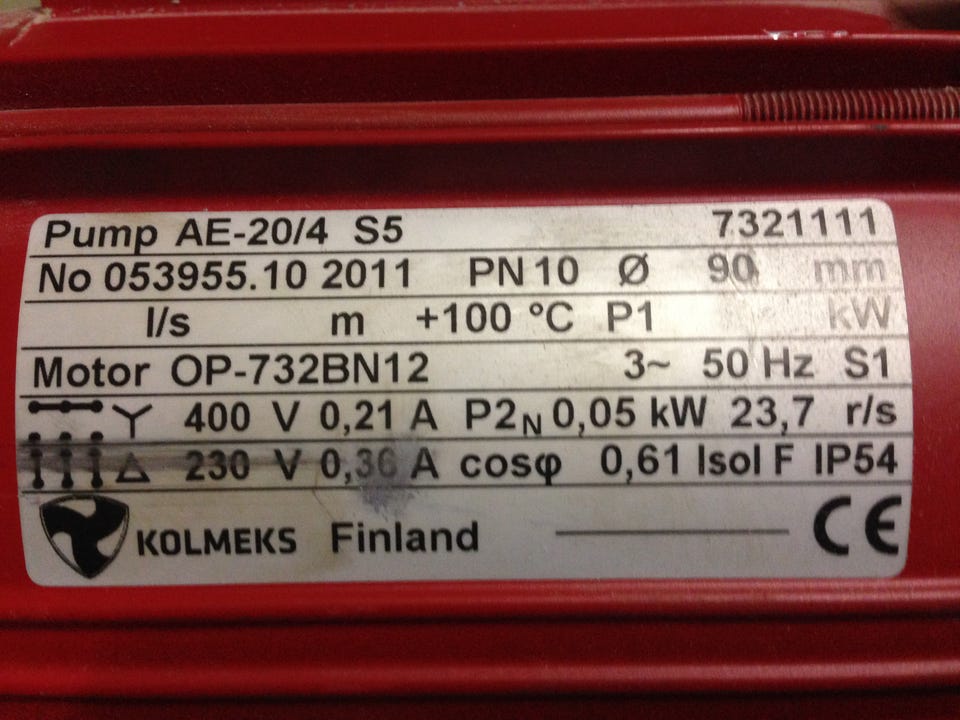 Pump AE-20/4 S5 7321111
No 053955.10 2011 PN 10 Ø 90 mm
l/s m +100 °C P1 kW
Motor OP-732BN12 3~ 50 Hz S1
Y 400 V 0,21 A P2N 0,05 kW 23,7 r/s
△ 230 V 0,36 A cosφ 0,61 Isol F IP54
KOLMEKS Finland CE